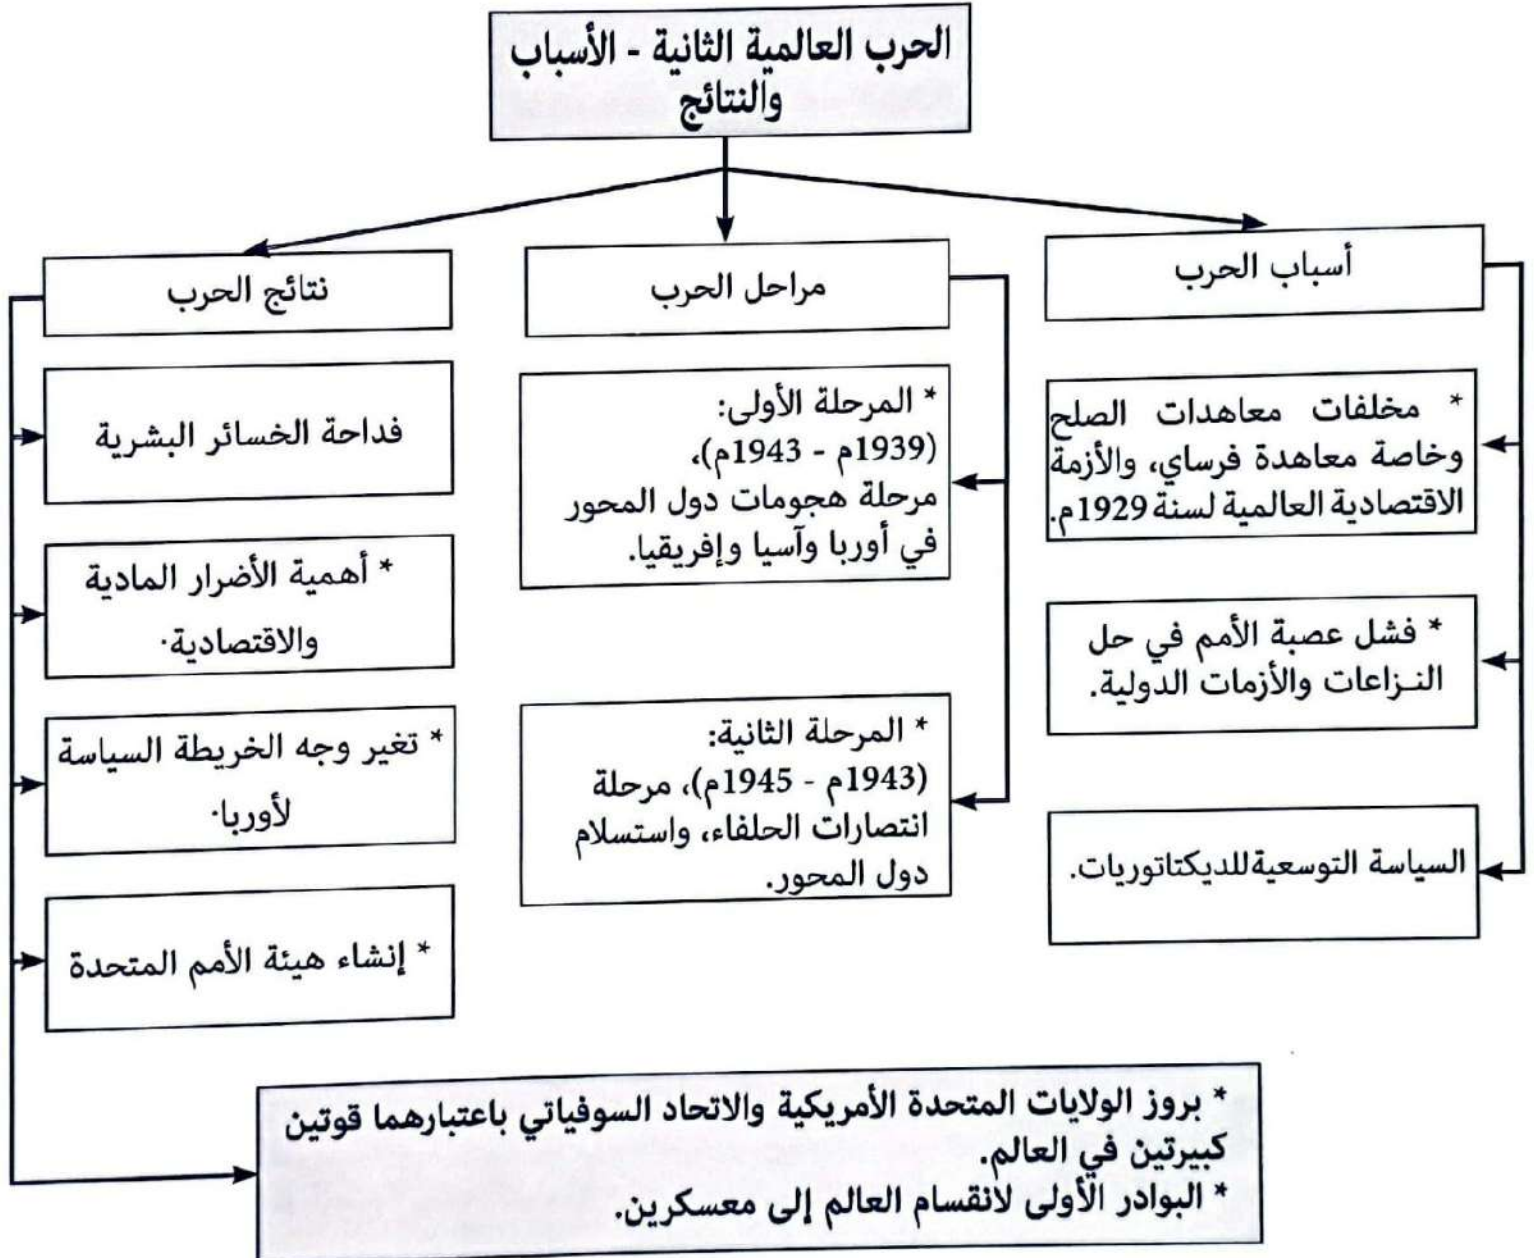 الحرب العالمية الثانية - الأسباب
والنتائج
أسباب الحرب
* مخلفات معاهدات الصلح
وخاصة معاهدة فرساي، والأزمة
الاقتصادية العالمية لسنة 1929م.
* فشل عصبة الأمم في حل
النـزاعات والأزمات الدولية.
السياسة التوسعية للديكتاتوريات.
مراحل الحرب
* المرحلة الأولى:
(1939م - 1943م)،
مرحلة هجومات دول المحور
في أوربا وآسيا وإفريقيا.
* المرحلة الثانية:
(1943م - 1945م)، مرحلة
انتصارات الحلفاء، واستسلام
دول المحور.
نتائج الحرب
فداحة الخسائر البشرية
* أهمية الأضرار المادية
والاقتصادية.
* تغير وجه الخريطة السياسة
لأوربا.
* إنشاء هيئة الأمم المتحدة
* بروز الولايات المتحدة الأمريكية والاتحاد السوفياتي باعتبارهما قوتين
كبيرتين في العالم.
* البوادر الأولى لانقسام العالم إلى معسكرين.